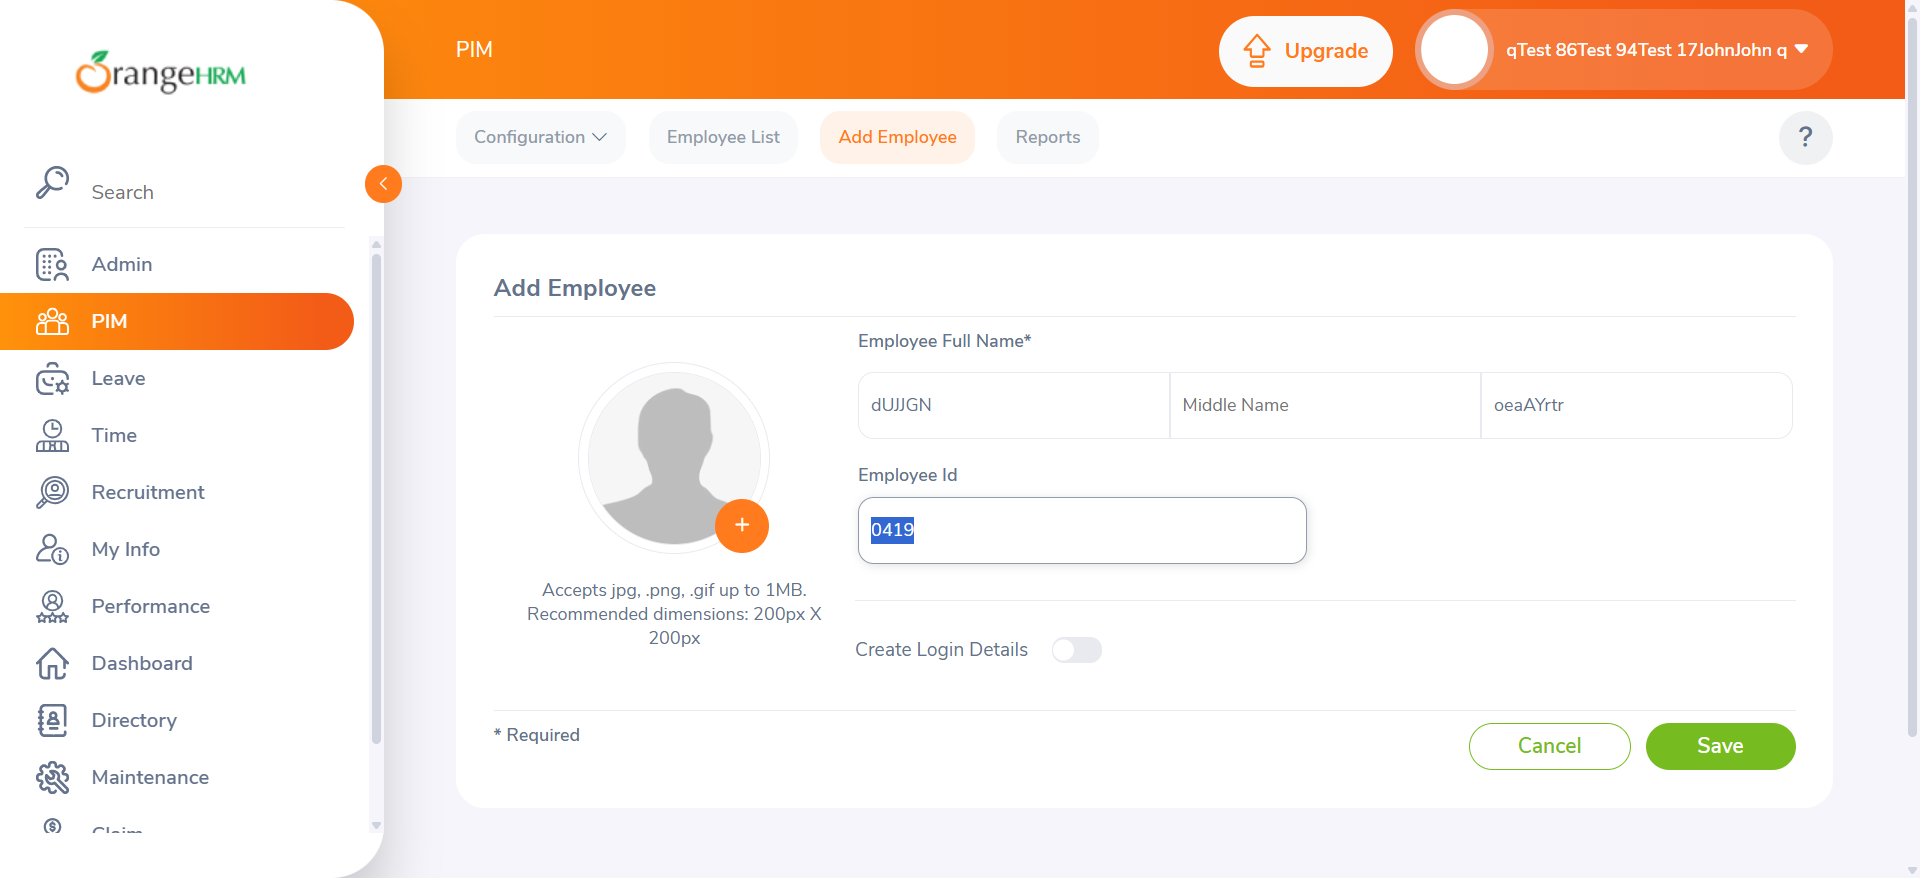 OrangeHRM
Search
Admin
PIM
Leave
Time
Recruitment
My Info
Performance
Dashboard
Directory
Maintenance
Claim
PIM
Upgrade
qTest 86Test 94Test 17JohnJohn q
Configuration
Employee List
Add Employee
Reports
?
Add Employee
Accepts jpg, .png, .gif up to 1MB.
Recommended dimensions: 200px X
200px
Employee Full Name*
dUJJGN
Middle Name
oeaAYrtr
Employee Id
0419
Create Login Details
* Required
Cancel
Save